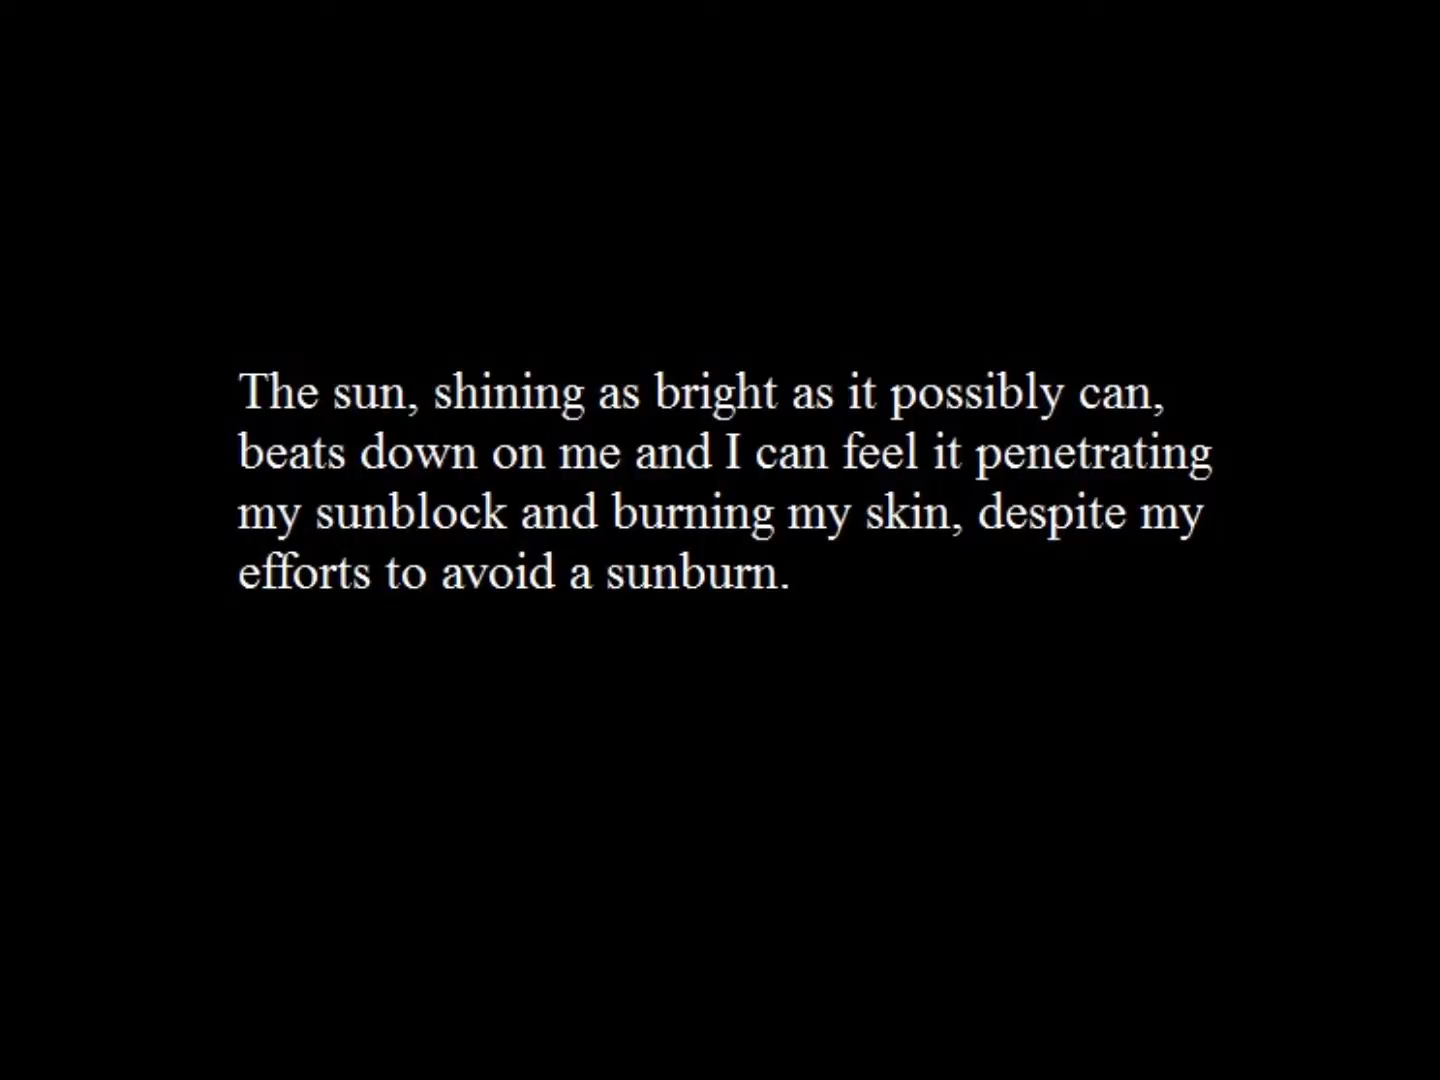 The sun, shining as bright as it possibly can,
beats down on me and I can feel it penetrating
my sunblock and burning my skin, despite my
efforts to avoid a sunburn.